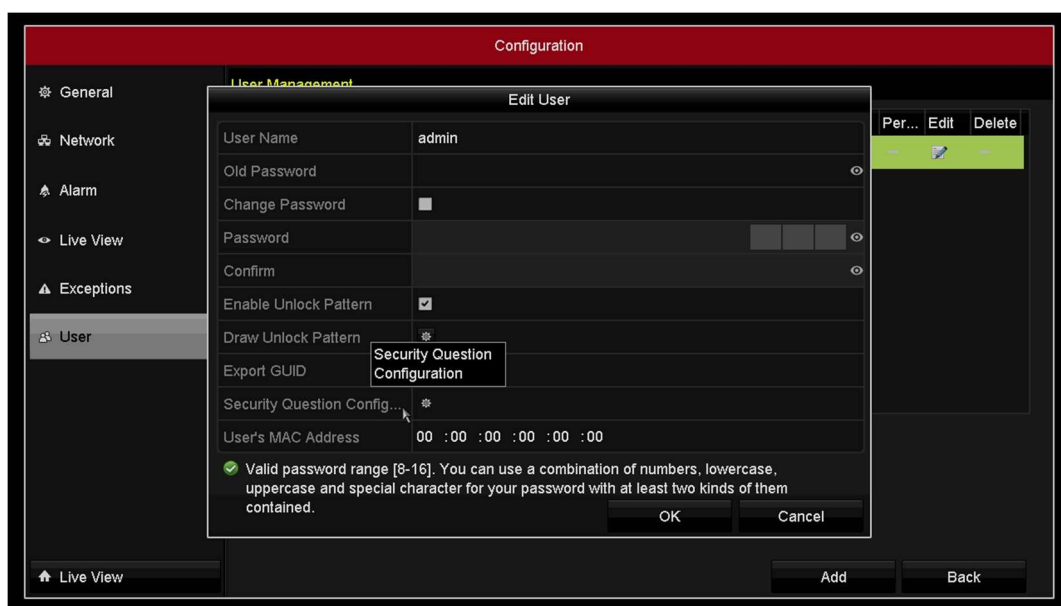 Configuration
General
Network
Alarm
Live View
Exceptions
User
Live View
User Management
Per... Edit Delete
Edit User
User Name admin
Old Password
Change Password
Password
Confirm
Enable Unlock Pattern
Draw Unlock Pattern
Export GUID
Security Question
Configuration
Security Question Config...
User's MAC Address 00 :00 :00 :00 :00 :00
Valid password range [8-16]. You can use a combination of numbers, lowercase,
uppercase and special character for your password with at least two kinds of them
contained.
OK Cancel
Add Back